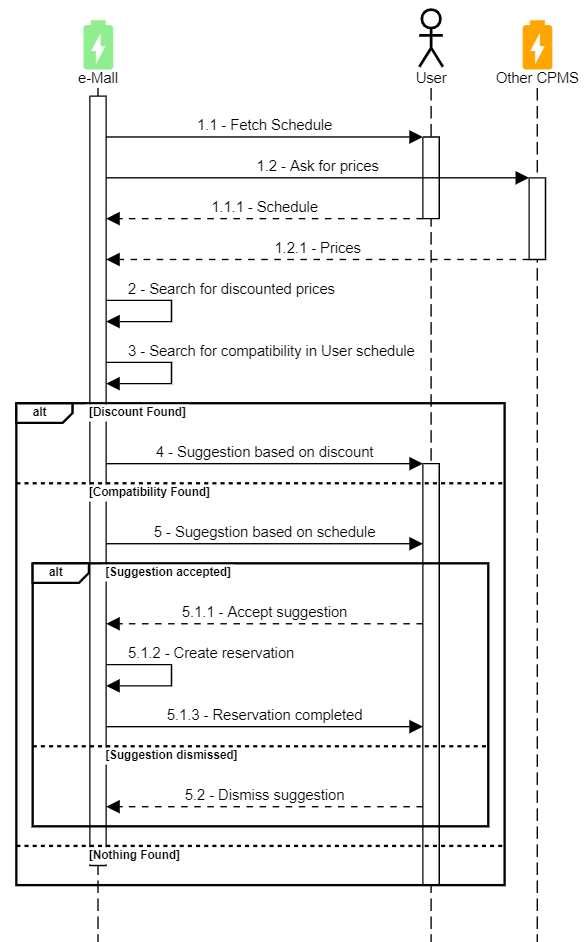 e-Mall
User
Other CPMS
1.1 - Fetch Schedule
1.2 - Ask for prices
1.1.1 - Schedule
1.2.1 - Prices
2 - Search for discounted prices
3 - Search for compatibility in User schedule
alt
[Discount Found]
4 - Suggestion based on discount
[Compatibility Found]
5 - Sugegstion based on schedule
alt
[Suggestion accepted]
5.1.1 - Accept suggestion
5.1.2 - Create reservation
5.1.3 - Reservation completed
[Suggestion dismissed]
5.2 - Dismiss suggestion
[Nothing Found]